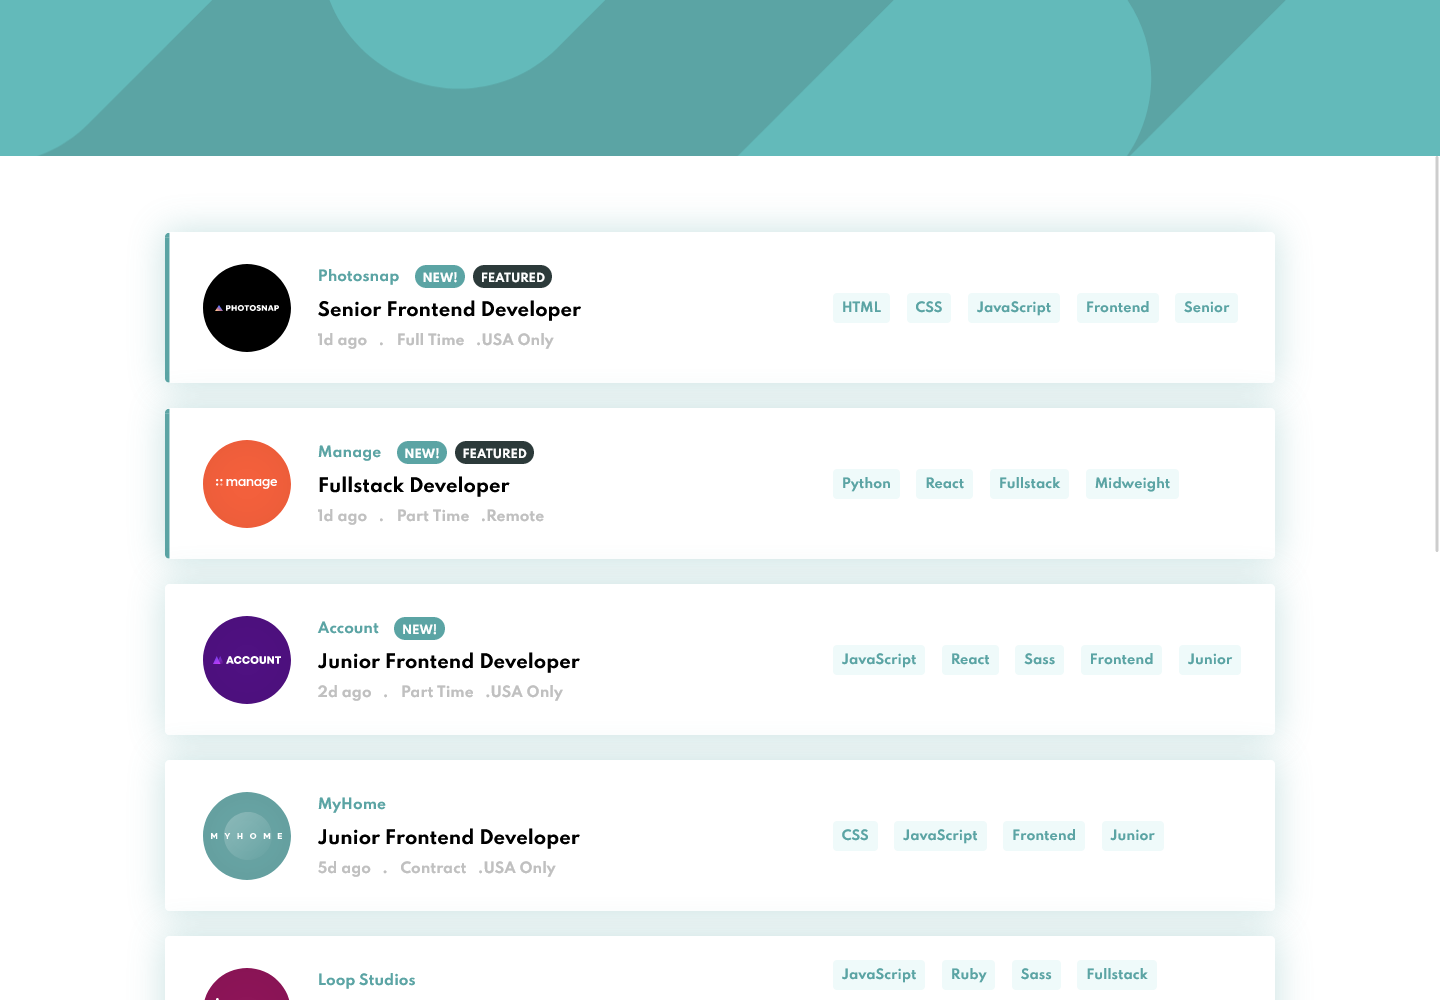 PHOTOSNAP
Photosnap NEW! FEATURED
Senior Frontend Developer
1d ago . Full Time .USA Only
HTML CSS JavaScript Frontend Senior
manage
Manage NEW! FEATURED
Fullstack Developer
1d ago . Part Time .Remote
Python React Fullstack Midweight
ACCOUNT
Account NEW!
Junior Frontend Developer
2d ago . Part Time .USA Only
JavaScript React Sass Frontend Junior
MYHOME
MyHome
Junior Frontend Developer
5d ago . Contract .USA Only
CSS JavaScript Frontend Junior
Loop Studios
JavaScript Ruby Sass Fullstack